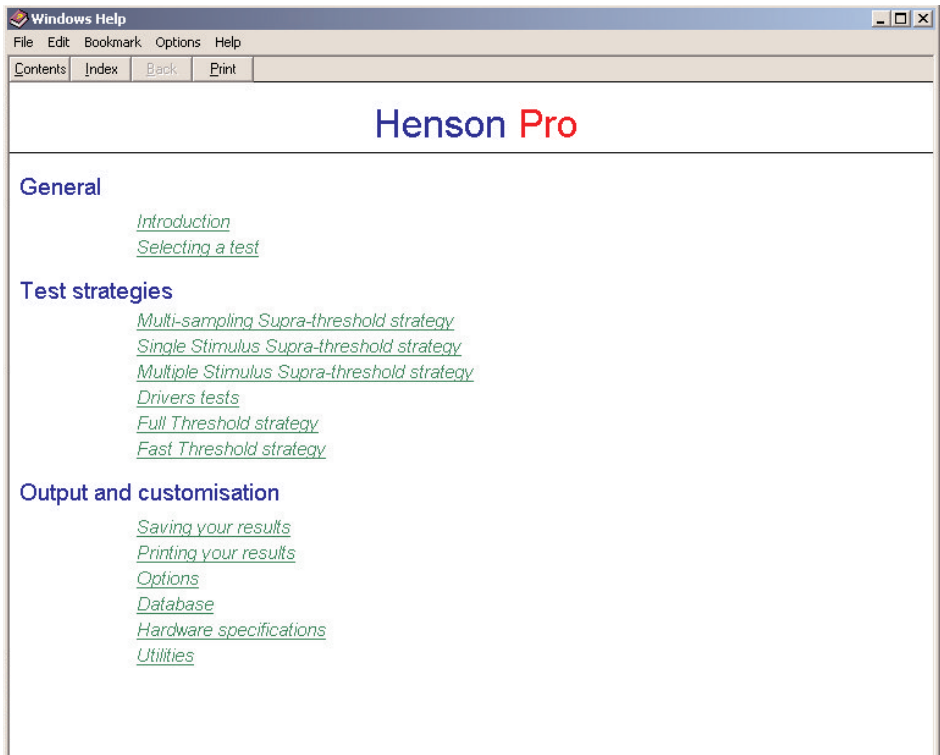 Windows Help
File Edit Bookmark Options Help
Contents Index Back Print
Henson Pro
General
Introduction
Selecting a test
Test strategies
Multi-sampling Supra-threshold strategy
Single Stimulus Supra-threshold strategy
Multiple Stimulus Supra-threshold strategy
Drivers tests
Full Threshold strategy
Fast Threshold strategy
Output and customisation
Saving your results
Printing your results
Options
Database
Hardware specifications
Utilities